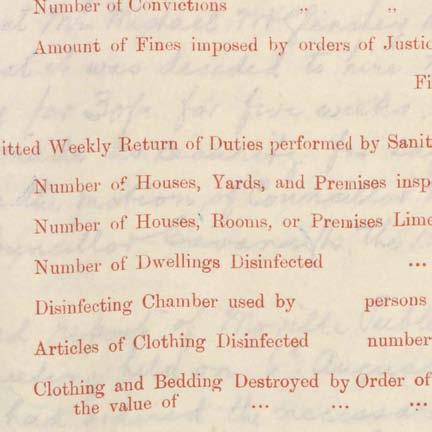 Number of Convictions ,, ,,
Amount of Fines imposed by orders of Justic
Fi
itted Weekly Return of Duties performed by Sanit
Number of Houses, Yards, and Premises insp
Number of Houses, Rooms, or Premises Lime
Number of Dwellings Disinfected ...
Disinfecting Chamber used by persons
Articles of Clothing Disinfected number
Clothing and Bedding Destroyed by Order of
the value of ... ... ...